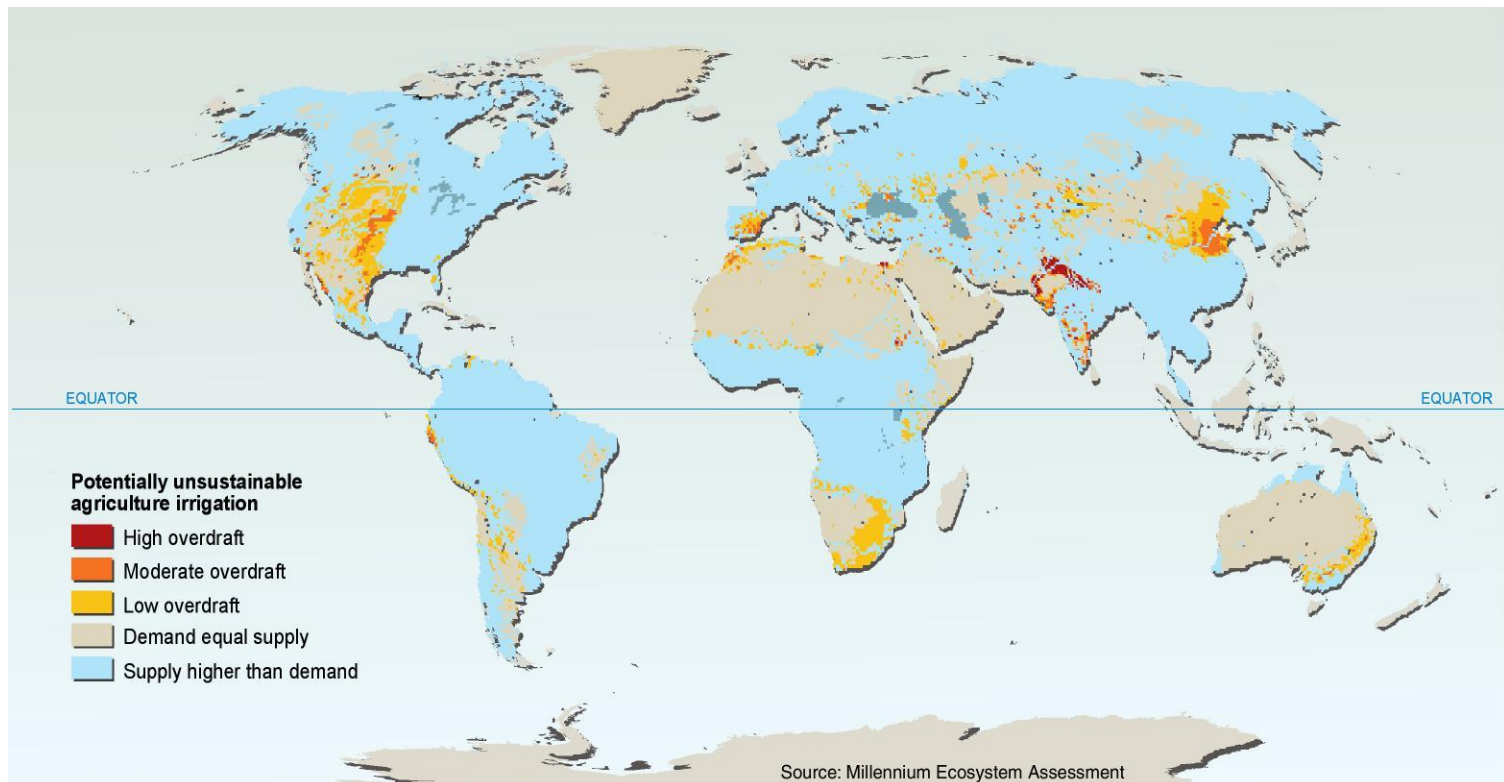 EQUATOR
EQUATOR
Potentially unsustainable
agriculture irrigation
High overdraft
Moderate overdraft
Low overdraft
Demand equal supply
Supply higher than demand
Source: Millennium Ecosystem Assessment